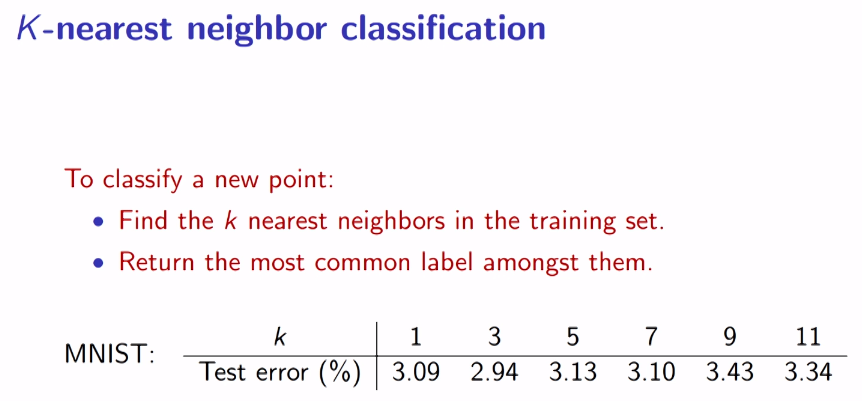 K-nearest neighbor classification
To classify a new point:
• Find the k nearest neighbors in the training set.
• Return the most common label amongst them.
MNIST:
k 1 3 5 7 9 11
Test error (%) 3.09 2.94 3.13 3.10 3.43 3.34